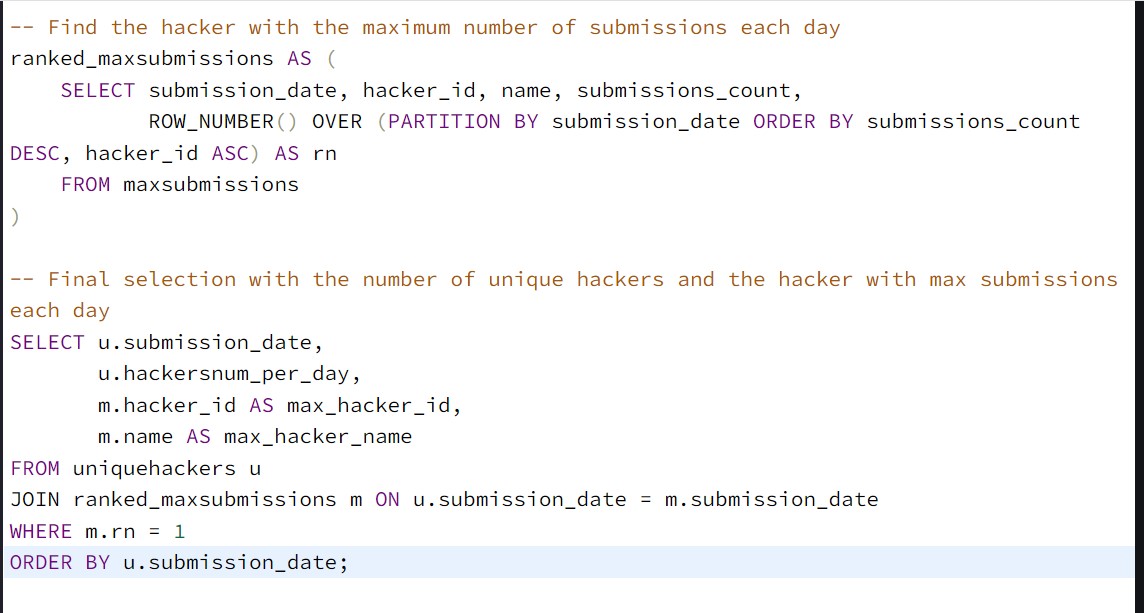 -- Find the hacker with the maximum number of submissions each day
ranked_maxsubmissions AS (
    SELECT submission_date, hacker_id, name, submissions_count,
           ROW_NUMBER() OVER (PARTITION BY submission_date ORDER BY submissions_count
DESC, hacker_id ASC) AS rn
    FROM maxsubmissions
)

-- Final selection with the number of unique hackers and the hacker with max submissions
each day
SELECT u.submission_date,
       u.hackersnum_per_day,
       m.hacker_id AS max_hacker_id,
       m.name AS max_hacker_name
FROM uniquehackers u
JOIN ranked_maxsubmissions m ON u.submission_date = m.submission_date
WHERE m.rn = 1
ORDER BY u.submission_date;